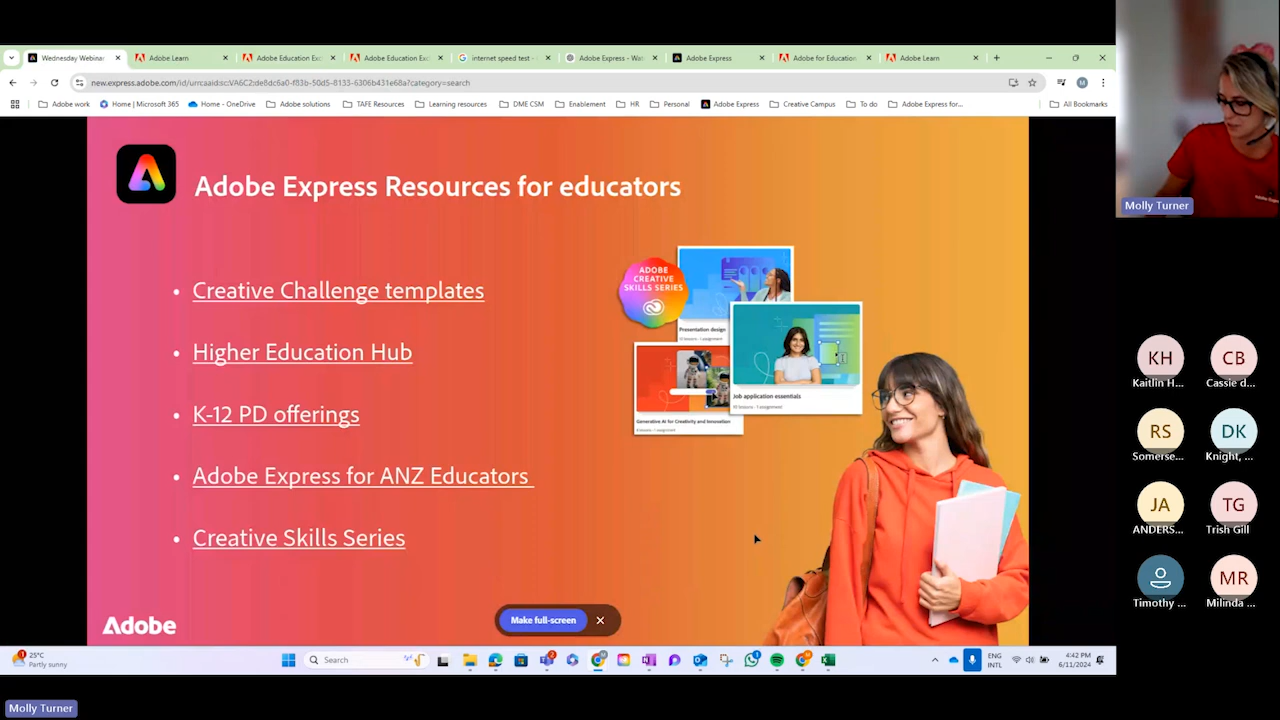 Wednesday Webinar
Adobe Learn
Adobe Education Exc
Adobe Education Exc
internet speed test -
Adobe Express - Wat
Adobe Express
Adobe for Education
Adobe Learn
new.express.adobe.com/id/urn:aaid:sc:VA6C2:de8dc6a0-f83b-50d5-8133-6306b431e68a?category=search
M
Adobe work
Home | Microsoft 365
Home - OneDrive
Adobe solutions
TAFE Resources
Learning resources
DME CSM
Enablement
HR
Personal
Adobe Express
Creative Campus
To do
Adobe Express for...
All Bookmarks
Adobe Express Resources for educators
• Creative Challenge templates
• Higher Education Hub
• K-12 PD offerings
• Adobe Express for ANZ Educators
• Creative Skills Series
ADOBE
CREATIVE
SKILLS SERIES
Presentation design
Job application essentials
Generative AI for Creativity and Innovation
Adobe
Make full-screen
Molly Turner
KH
Kaitlin H...
CB
Cassie d...
RS
Somerse...
DK
Knight, ...
JA
ANDERS...
TG
Trish Gill
Timothy ...
MR
Milinda ...
25°C
Partly sunny
Search
ENG
INTL
4:42 PM
6/11/2024
Molly Turner